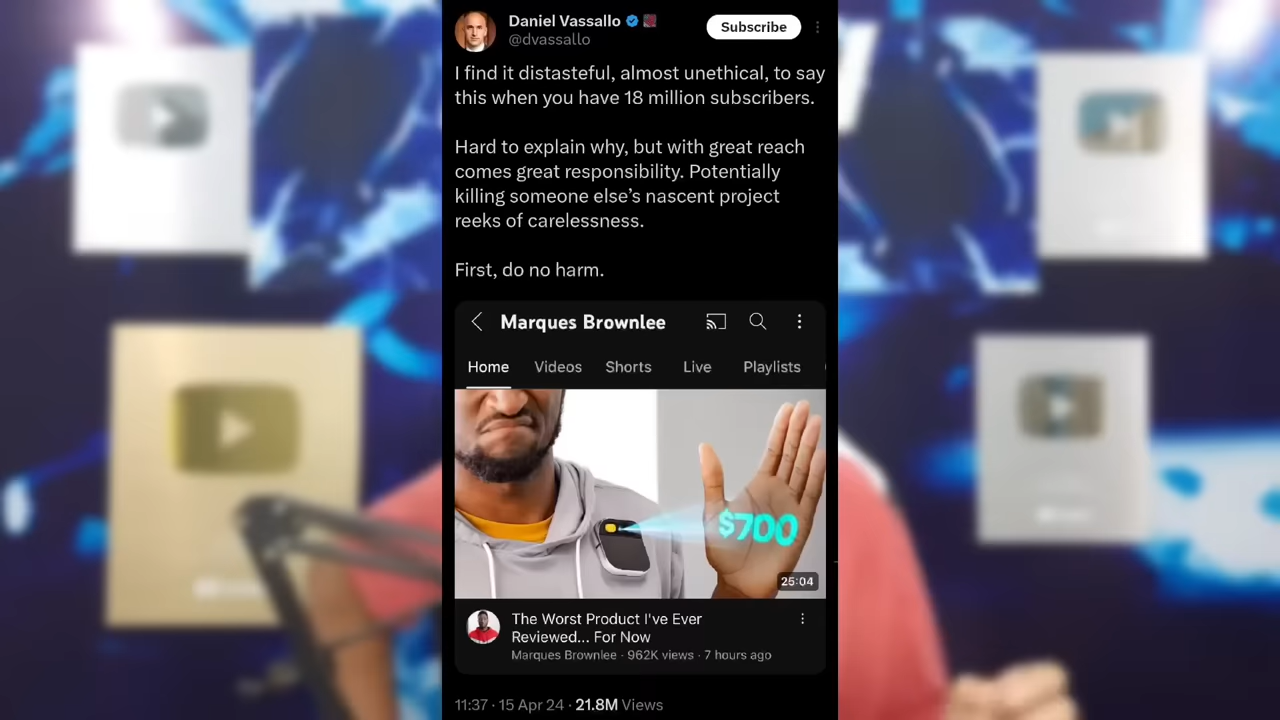 Daniel Vassallo
@dvassallo
Subscribe
I find it distasteful, almost unethical, to say
this when you have 18 million subscribers.
Hard to explain why, but with great reach
comes great responsibility. Potentially
killing someone else’s nascent project
reeks of carelessness.
First, do no harm.
Marques Brownlee
Home Videos Shorts Live Playlists
$700
25:04
The Worst Product I've Ever
Reviewed... For Now
Marques Brownlee · 962K views · 7 hours ago
11:37 · 15 Apr 24 · 21.8M Views